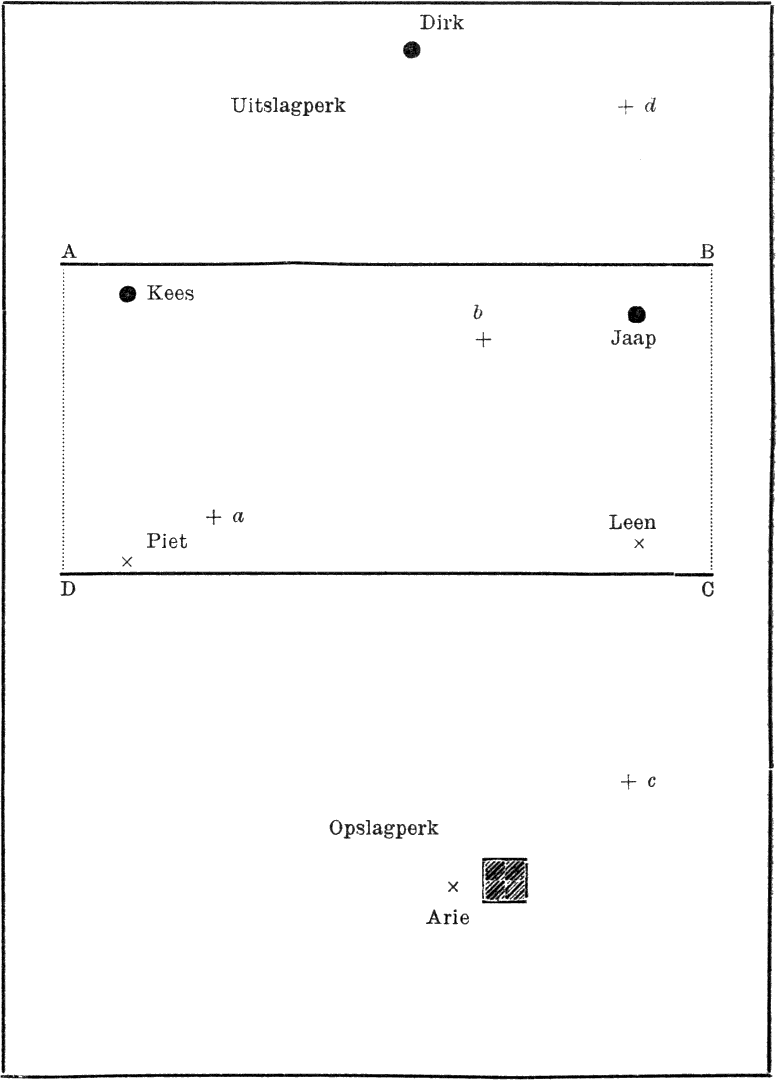 Dirk
Uitslagperk + d
A B
Kees
b
+
Jaap
+ a
Leen
Piet
×
×
D C
+ c
Opslagperk
×
Arie